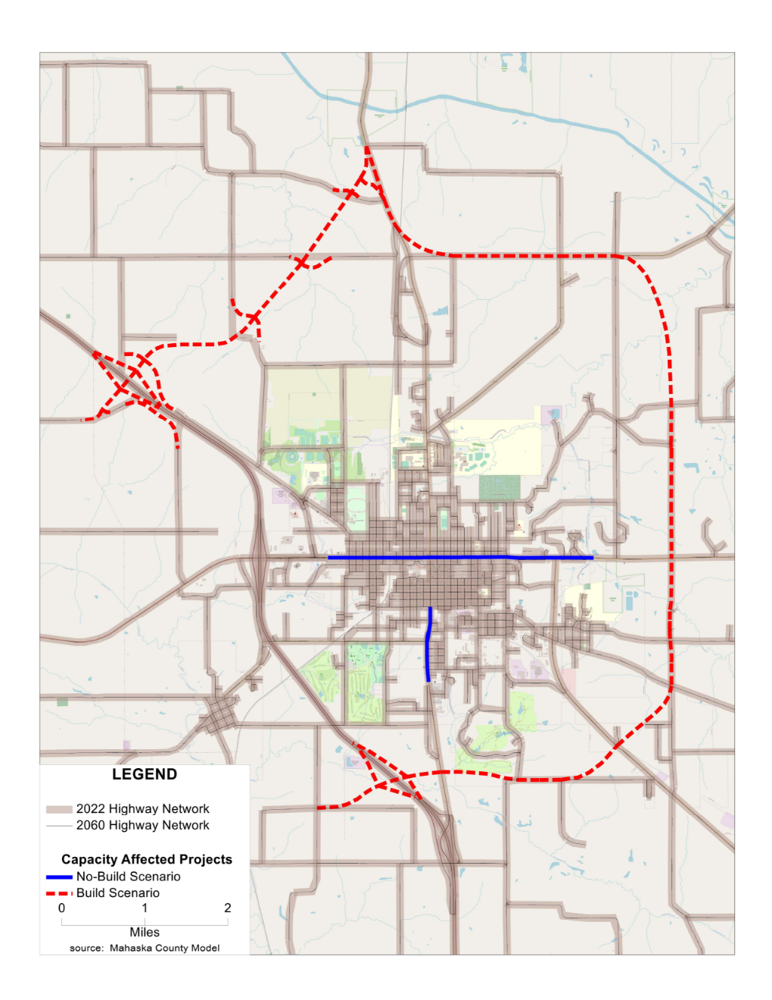 LEGEND
2022 Highway Network
2060 Highway Network
Capacity Affected Projects
No-Build Scenario
Build Scenario
0 1 2
Miles
source: Mahaska County Model